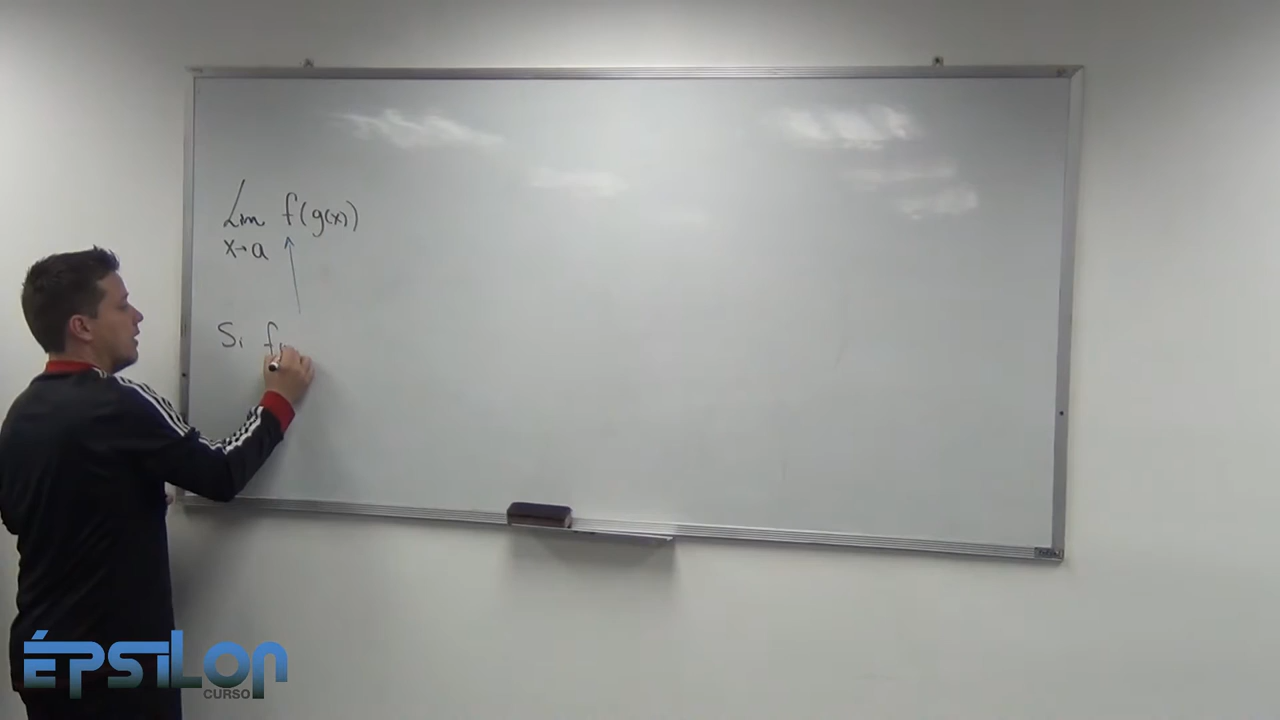 Lim f(g(x))
x→a
Si f
ÉPSILON
CURSO